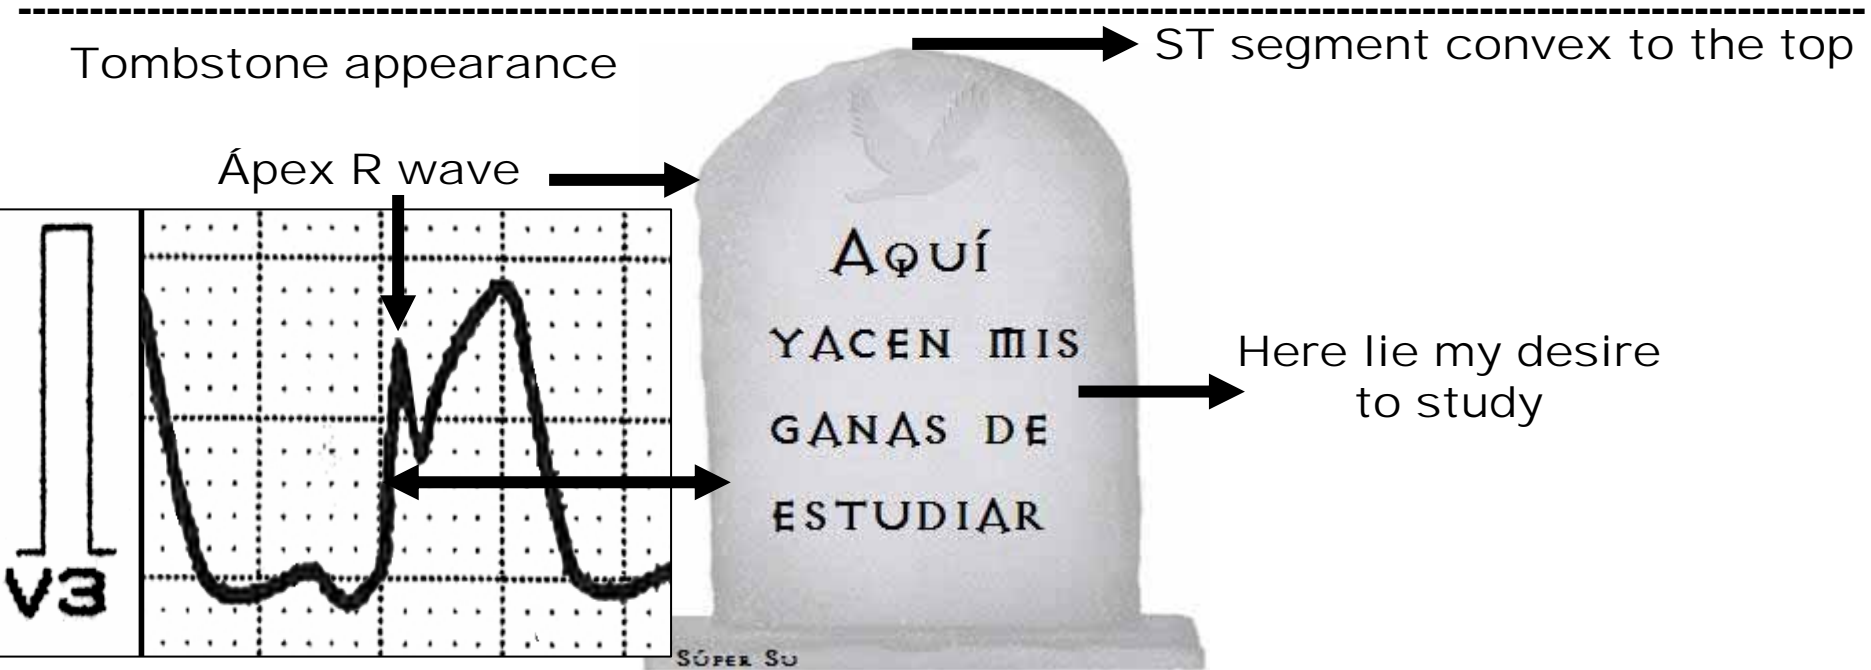 Tombstone appearance
ST segment convex to the top
Ápex R wave
V3
AQUÍ
YACEN MIS
GANAS DE
ESTUDIAR
Here lie my desire
to study
SÚPER SU